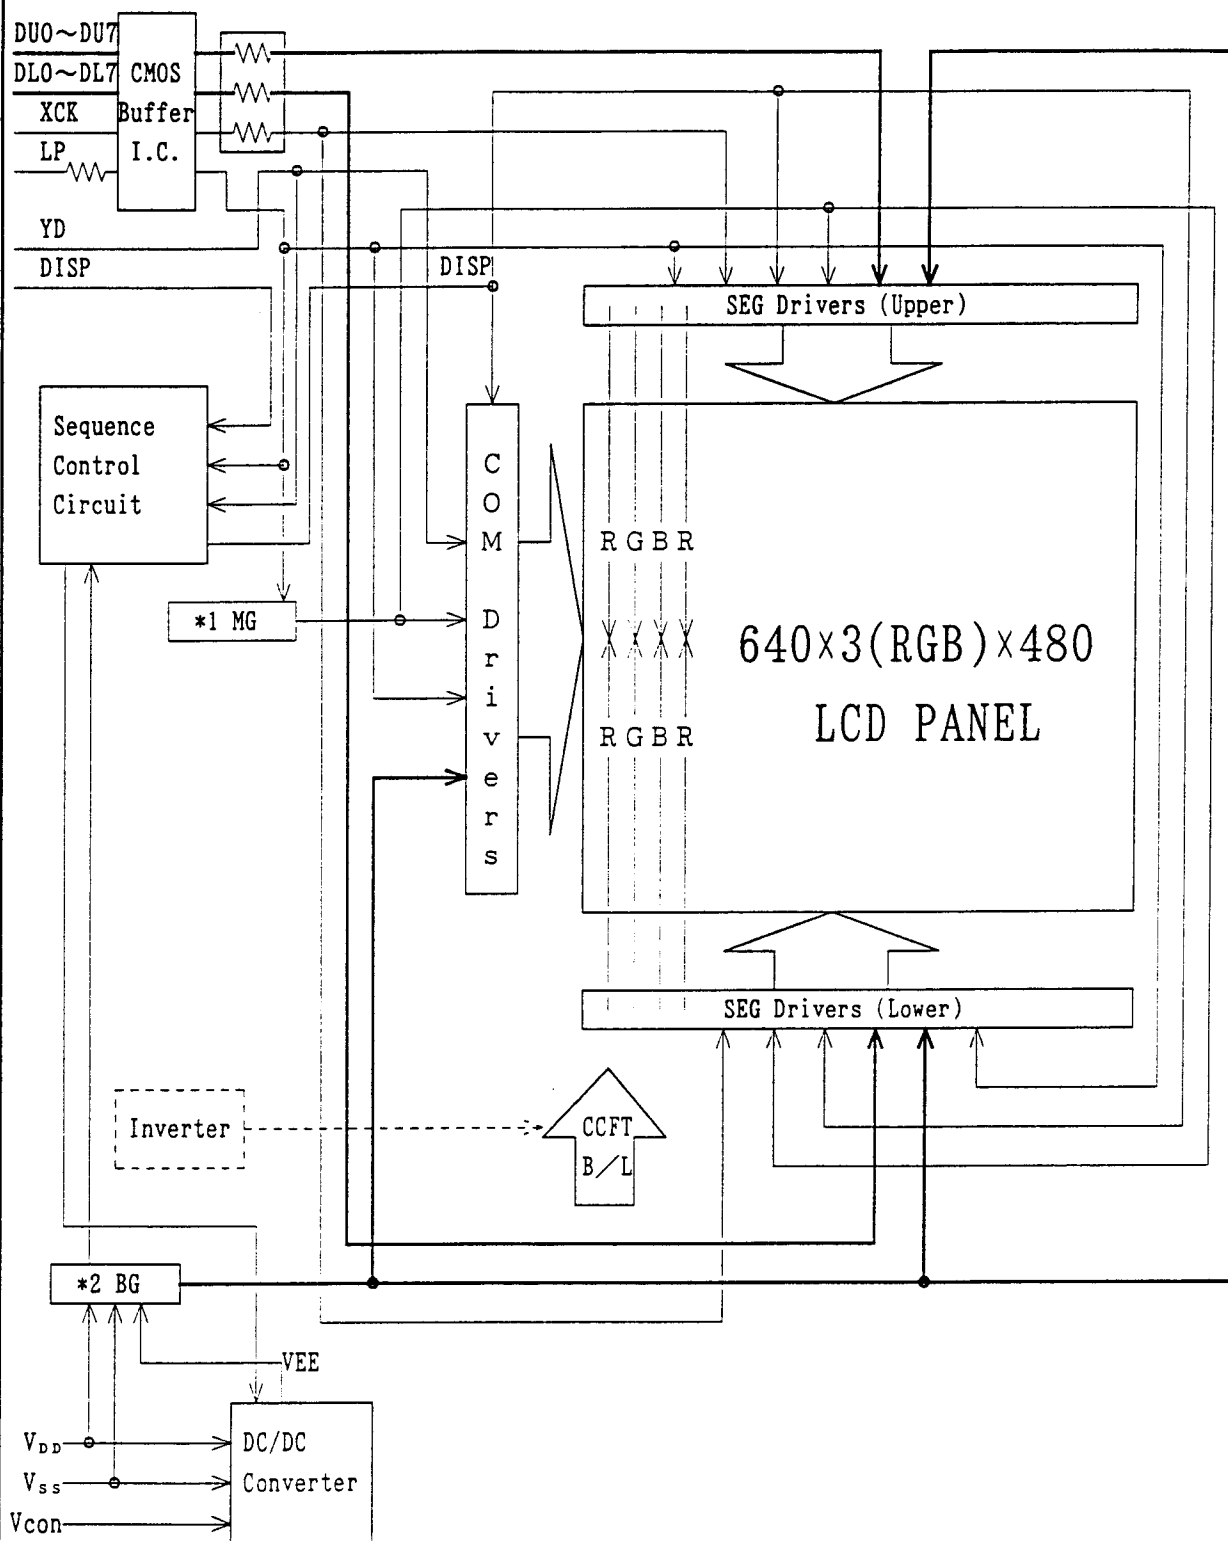 DU0～DU7
DL0～DL7
XCK
LP
CMOS
Buffer
I.C.
YD
DISP
DISP
SEG Drivers (Upper)
Sequence
Control
Circuit
COM Drivers
R G B R
*1 MG
640×3(RGB)×480
LCD PANEL
R G B R
SEG Drivers (Lower)
Inverter
CCFT
B/L
*2 BG
VEE
VDD
VSS
Vcon
DC/DC
Converter